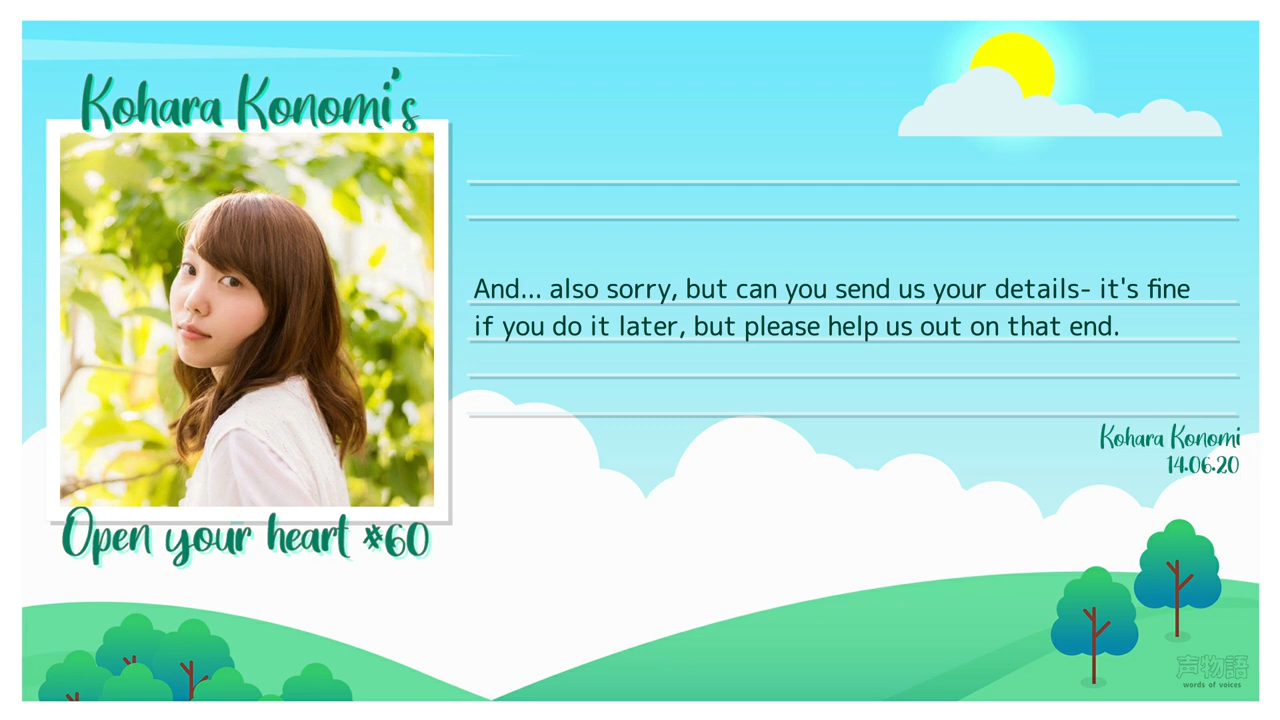 Kohara Konomi's
Open your heart #60
And... also sorry, but can you send us your details- it's fine
if you do it later, but please help us out on that end.
Kohara Konomi
14.06.20
声物語
words of voices